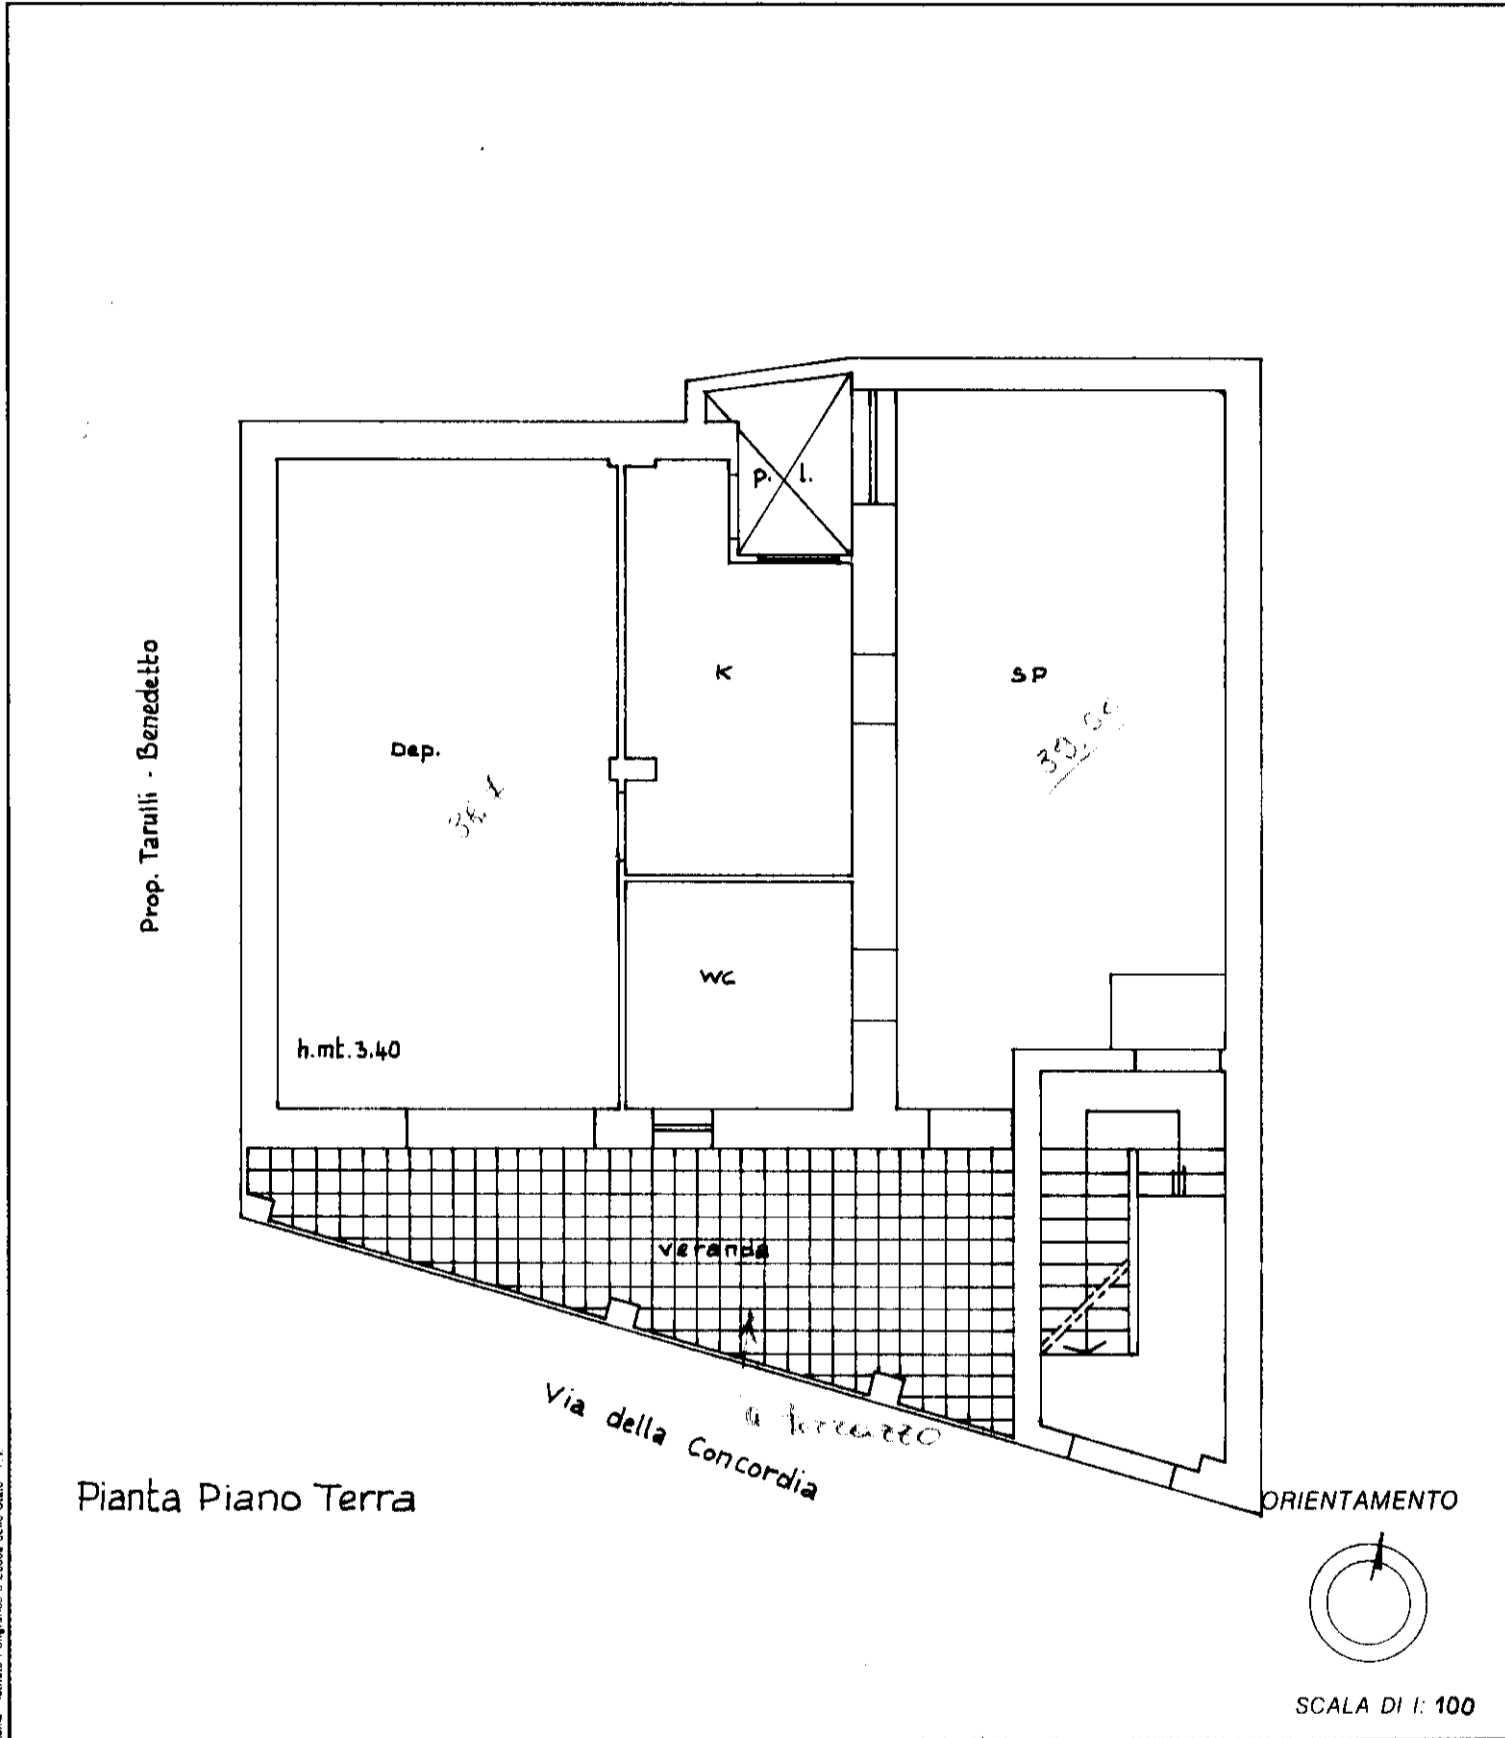 p. l.
K
SP
Dep.
Prop. Tarulli - Benedetto
WC
h.mt.3.40
veranda
a terrazzo
Via della Concordia
Pianta Piano Terra
ORIENTAMENTO
SCALA DI 1: 100